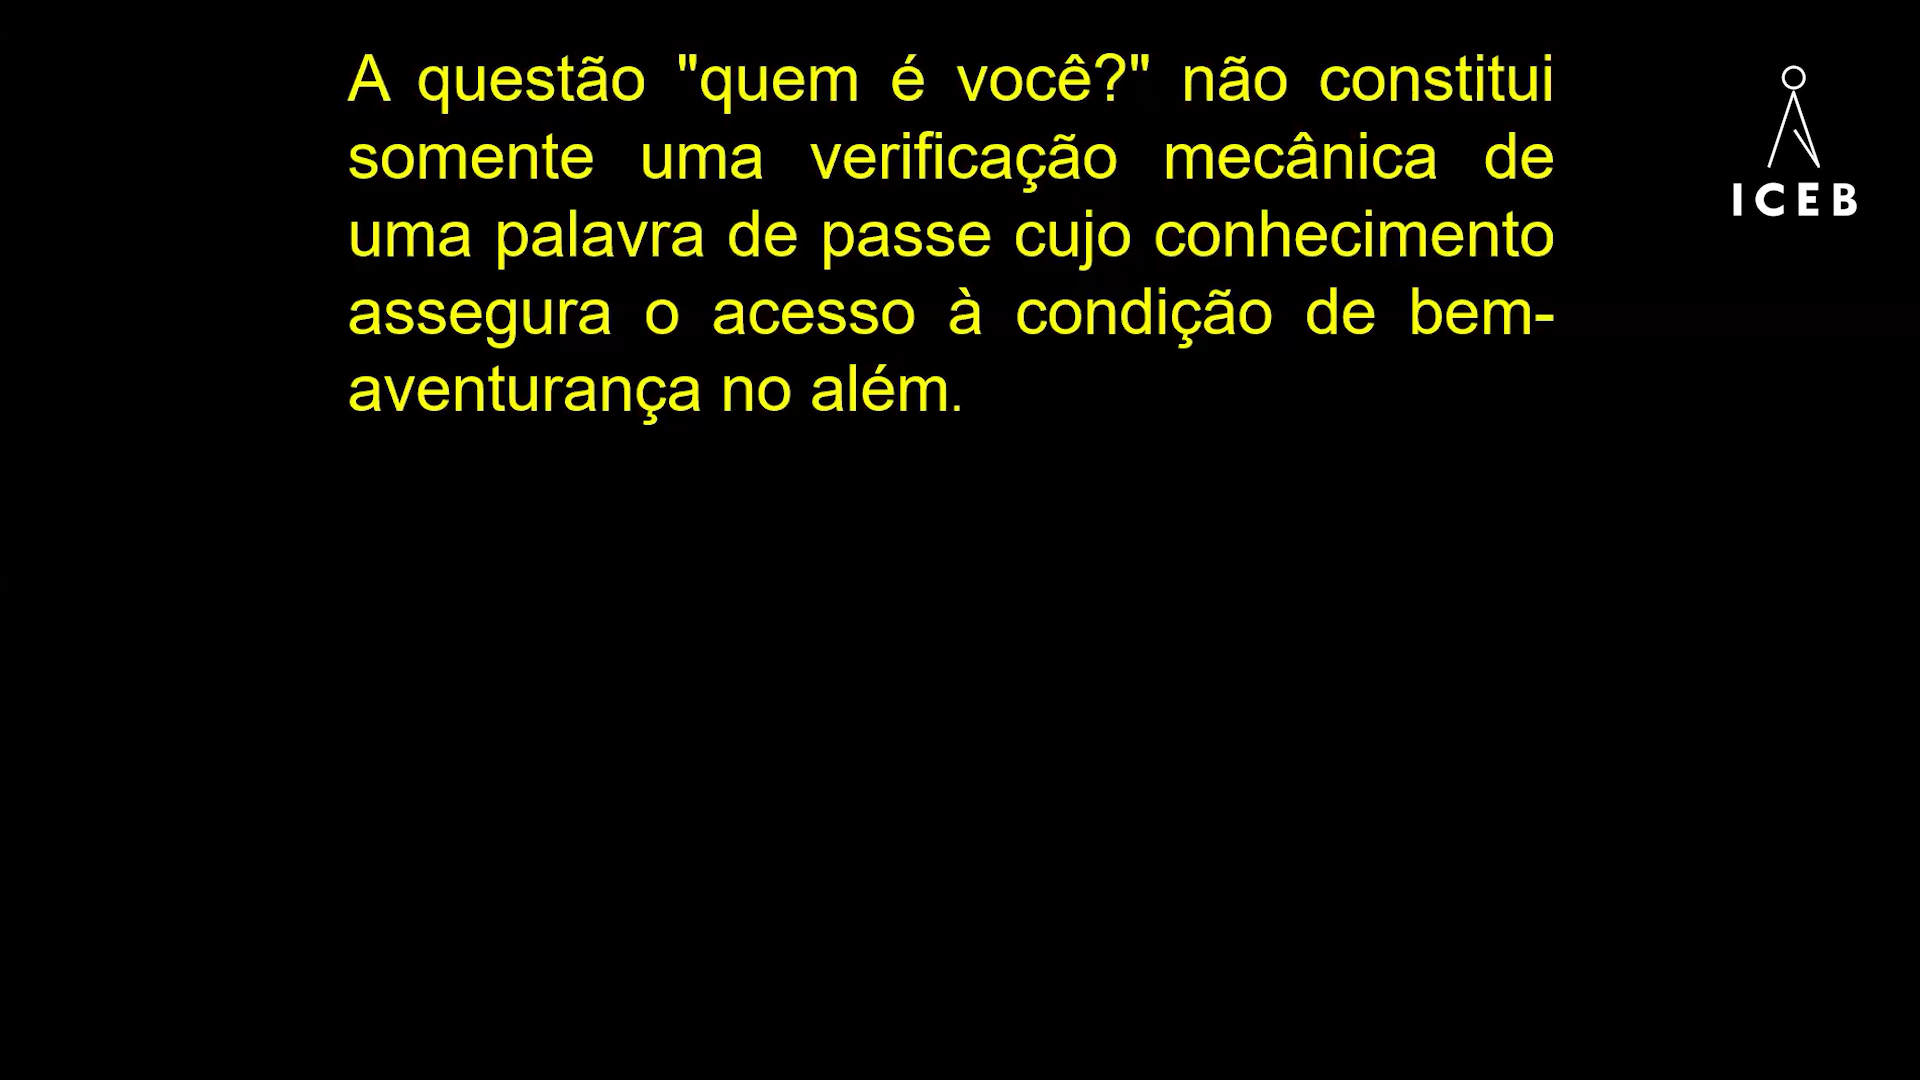 A questão "quem é você?" não constitui
somente uma verificação mecânica de
uma palavra de passe cujo conhecimento
assegura o acesso à condição de bem-
aventurança no além.
ICEB